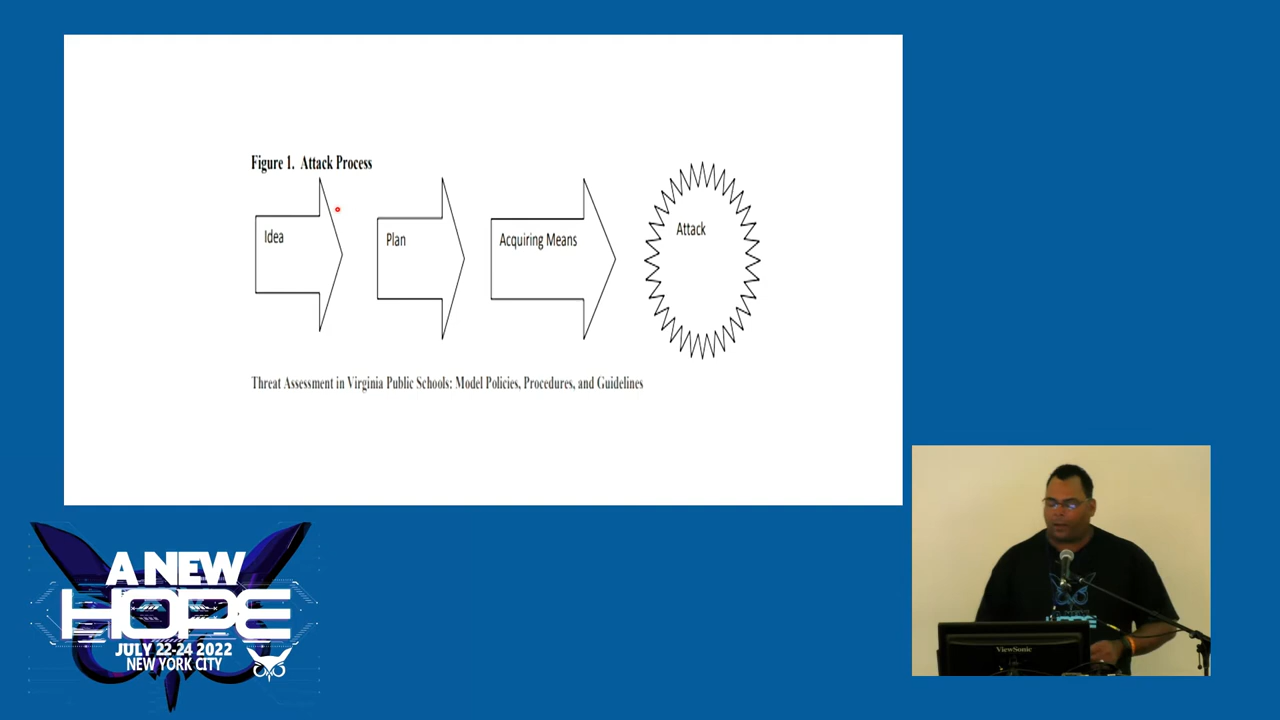 Figure 1. Attack Process
Idea
Plan
Acquiring Means
Attack
Threat Assessment in Virginia Public Schools: Model Policies, Procedures, and Guidelines
A NEW
HOPE
JULY 22-24 2022
NEW YORK CITY
ViewSonic